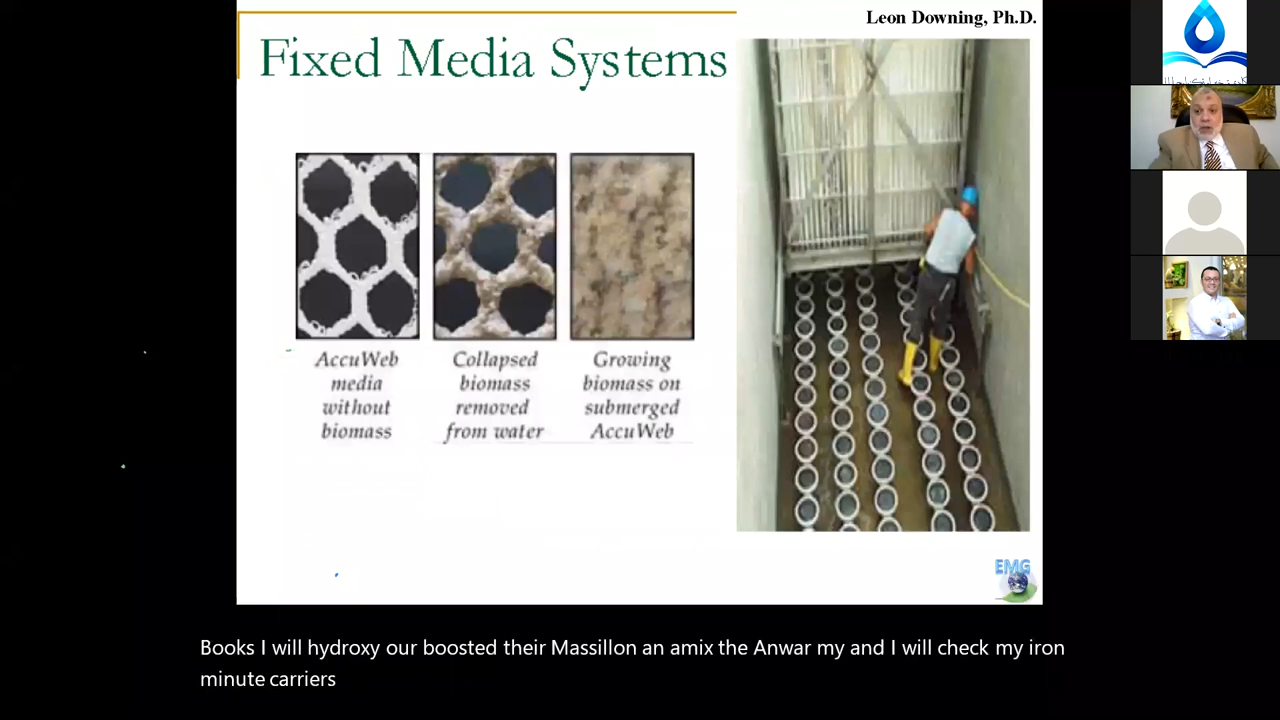 Leon Downing, Ph.D.
Fixed Media Systems
AccuWeb
media
without
biomass
Collapsed
biomass
removed
from water
Growing
biomass on
submerged
AccuWeb
EMG
Books I will hydroxy our boosted their Massillon an amix the Anwar my and I will check my iron
minute carriers